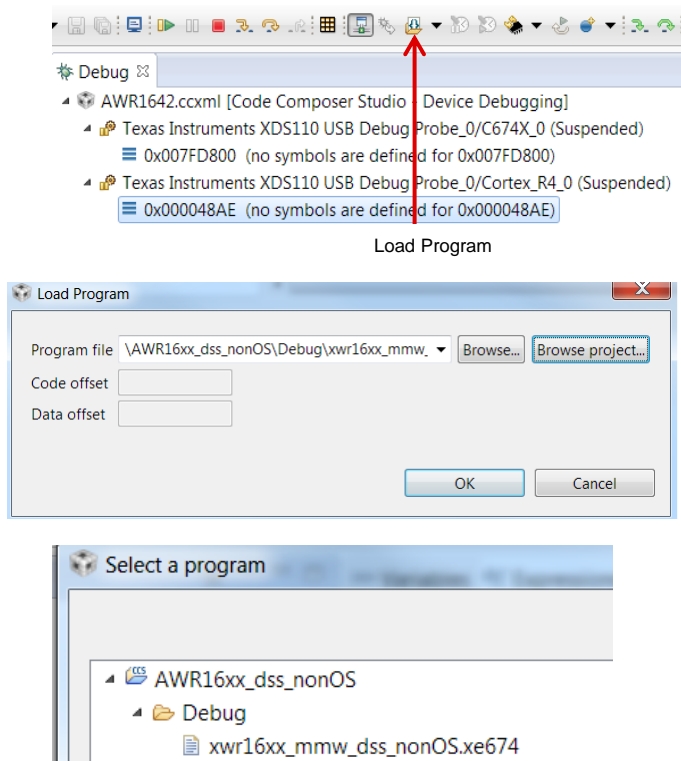 Debug
AWR1642.ccxml [Code Composer Studio - Device Debugging]
Texas Instruments XDS110 USB Debug Probe_0/C674X_0 (Suspended)
0x007FD800 (no symbols are defined for 0x007FD800)
Texas Instruments XDS110 USB Debug Probe_0/Cortex_R4_0 (Suspended)
0x000048AE (no symbols are defined for 0x000048AE)
Load Program
Load Program
Program file \AWR16xx_dss_nonOS\Debug\xwr16xx_mmw_ Browse... Browse project...
Code offset
Data offset
OK Cancel
Select a program
AWR16xx_dss_nonOS
Debug
xwr16xx_mmw_dss_nonOS.xe674